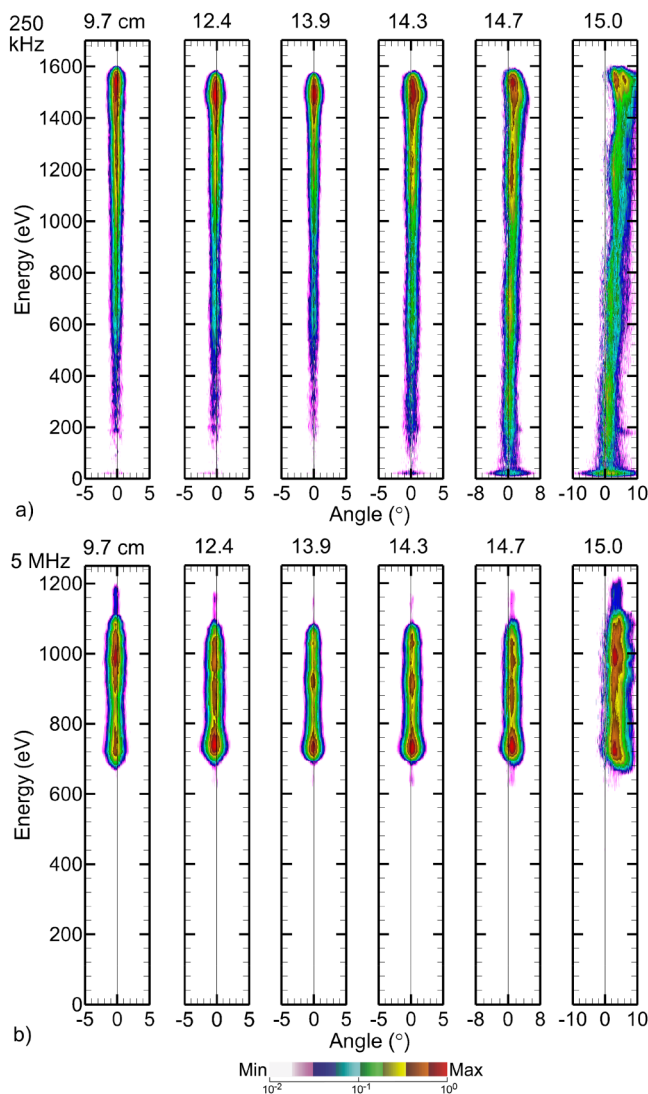 250 kHz
9.7 cm 12.4 13.9 14.3 14.7 15.0
1600
1400
1200
1000
800
600
400
200
0
Energy (eV)
-5 0 5 -5 0 5 -5 0 5 -5 0 5 -8 0 8 -10 0 10
Angle (°)
a)
5 MHz
9.7 cm 12.4 13.9 14.3 14.7 15.0
1200
1000
800
600
400
200
0
Energy (eV)
-5 0 5 -5 0 5 -5 0 5 -5 0 5 -8 0 8 -10 0 10
Angle (°)
b)
Min Max
10⁻² 10⁻¹ 10⁰